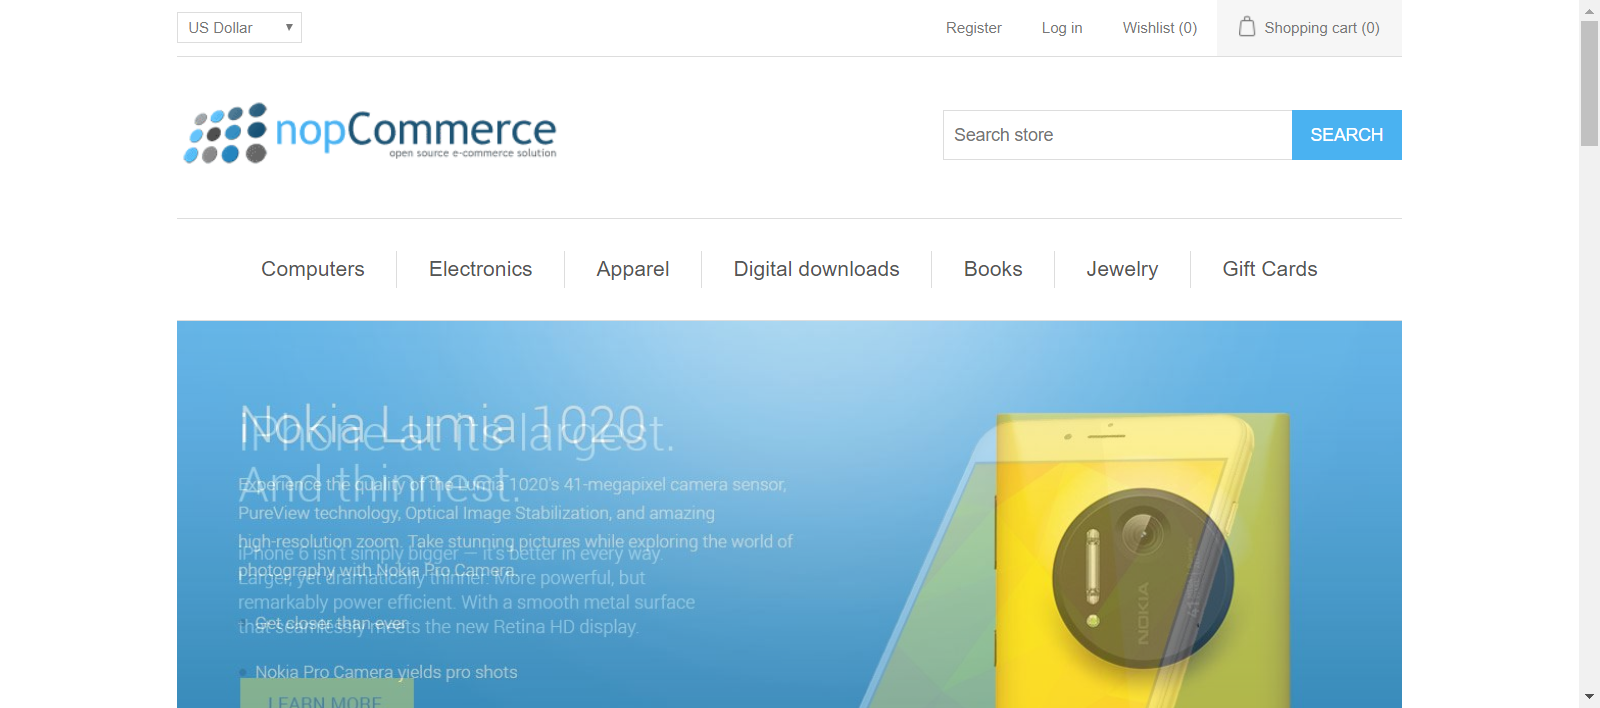 US Dollar
Register
Log in
Wishlist (0)
Shopping cart (0)
nopCommerce
open source e-commerce solution
Search store
SEARCH
Computers
Electronics
Apparel
Digital downloads
Books
Jewelry
Gift Cards
Nokia Lumia 1020
iPhone at its largest.
And thinnest.
Experience the quality of the Lumia 1020's 41-megapixel camera sensor,
PureView technology, Optical Image Stabilization, and amazing
high-resolution zoom. Take stunning pictures while exploring the world of
photography with Nokia Pro Camera.
iPhone 6 isn't simply bigger — it's better in every way.
Larger, yet dramatically thinner. More powerful, but
remarkably power efficient. With a smooth metal surface
that seamlessly meets the new Retina HD display.
Get closer than ever
Nokia Pro Camera yields pro shots
LEARN MORE
NOKIA